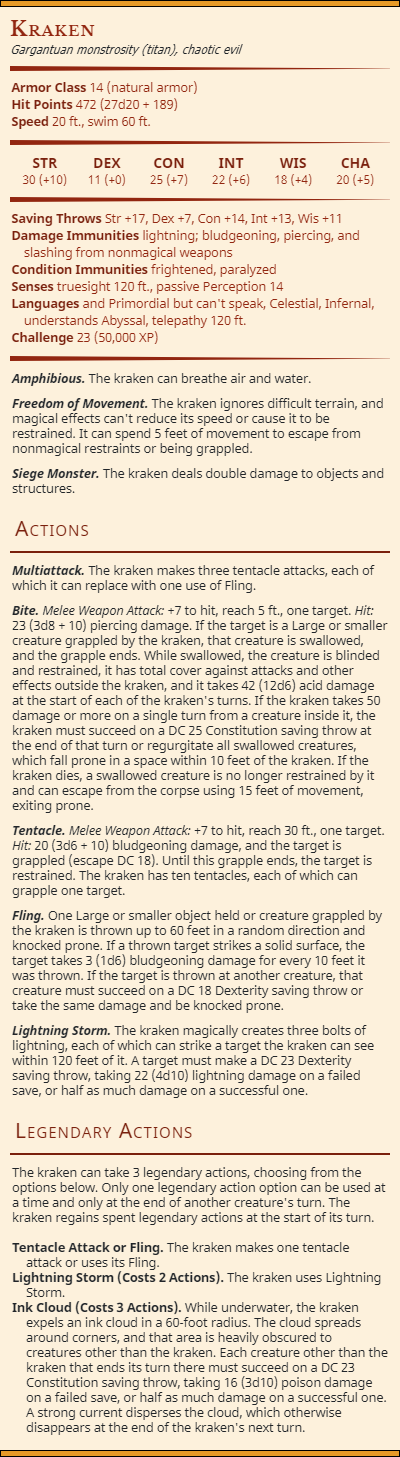 Kraken
Gargantuan monstrosity (titan), chaotic evil
Armor Class 14 (natural armor)
Hit Points 472 (27d20 + 189)
Speed 20 ft., swim 60 ft.
STR DEX CON INT WIS CHA
30 (+10) 11 (+0) 25 (+7) 22 (+6) 18 (+4) 20 (+5)
Saving Throws Str +17, Dex +7, Con +14, Int +13, Wis +11
Damage Immunities lightning; bludgeoning, piercing, and
slashing from nonmagical weapons
Condition Immunities frightened, paralyzed
Senses truesight 120 ft., passive Perception 14
Languages and Primordial but can't speak, Celestial, Infernal,
understands Abyssal, telepathy 120 ft.
Challenge 23 (50,000 XP)
Amphibious. The kraken can breathe air and water.
Freedom of Movement. The kraken ignores difficult terrain, and
magical effects can't reduce its speed or cause it to be
restrained. It can spend 5 feet of movement to escape from
nonmagical restraints or being grappled.
Siege Monster. The kraken deals double damage to objects and
structures.
Actions
Multiattack. The kraken makes three tentacle attacks, each of
which it can replace with one use of Fling.
Bite. Melee Weapon Attack: +7 to hit, reach 5 ft., one target. Hit:
23 (3d8 + 10) piercing damage. If the target is a Large or smaller
creature grappled by the kraken, that creature is swallowed,
and the grapple ends. While swallowed, the creature is blinded
and restrained, it has total cover against attacks and other
effects outside the kraken, and it takes 42 (12d6) acid damage
at the start of each of the kraken's turns. If the kraken takes 50
damage or more on a single turn from a creature inside it, the
kraken must succeed on a DC 25 Constitution saving throw at
the end of that turn or regurgitate all swallowed creatures,
which fall prone in a space within 10 feet of the kraken. If the
kraken dies, a swallowed creature is no longer restrained by it
and can escape from the corpse using 15 feet of movement,
exiting prone.
Tentacle. Melee Weapon Attack: +7 to hit, reach 30 ft., one target.
Hit: 20 (3d6 + 10) bludgeoning damage, and the target is
grappled (escape DC 18). Until this grapple ends, the target is
restrained. The kraken has ten tentacles, each of which can
grapple one target.
Fling. One Large or smaller object held or creature grappled by
the kraken is thrown up to 60 feet in a random direction and
knocked prone. If a thrown target strikes a solid surface, the
target takes 3 (1d6) bludgeoning damage for every 10 feet it
was thrown. If the target is thrown at another creature, that
creature must succeed on a DC 18 Dexterity saving throw or
take the same damage and be knocked prone.
Lightning Storm. The kraken magically creates three bolts of
lightning, each of which can strike a target the kraken can see
within 120 feet of it. A target must make a DC 23 Dexterity
saving throw, taking 22 (4d10) lightning damage on a failed
save, or half as much damage on a successful one.
Legendary Actions
The kraken can take 3 legendary actions, choosing from the
options below. Only one legendary action option can be used at
a time and only at the end of another creature's turn. The
kraken regains spent legendary actions at the start of its turn.
Tentacle Attack or Fling. The kraken makes one tentacle
attack or uses its Fling.
Lightning Storm (Costs 2 Actions). The kraken uses Lightning
Storm.
Ink Cloud (Costs 3 Actions). While underwater, the kraken
expels an ink cloud in a 60-foot radius. The cloud spreads
around corners, and that area is heavily obscured to
creatures other than the kraken. Each creature other than the
kraken that ends its turn there must succeed on a DC 23
Constitution saving throw, taking 16 (3d10) poison damage
on a failed save, or half as much damage on a successful one.
A strong current disperses the cloud, which otherwise
disappears at the end of the kraken's next turn.